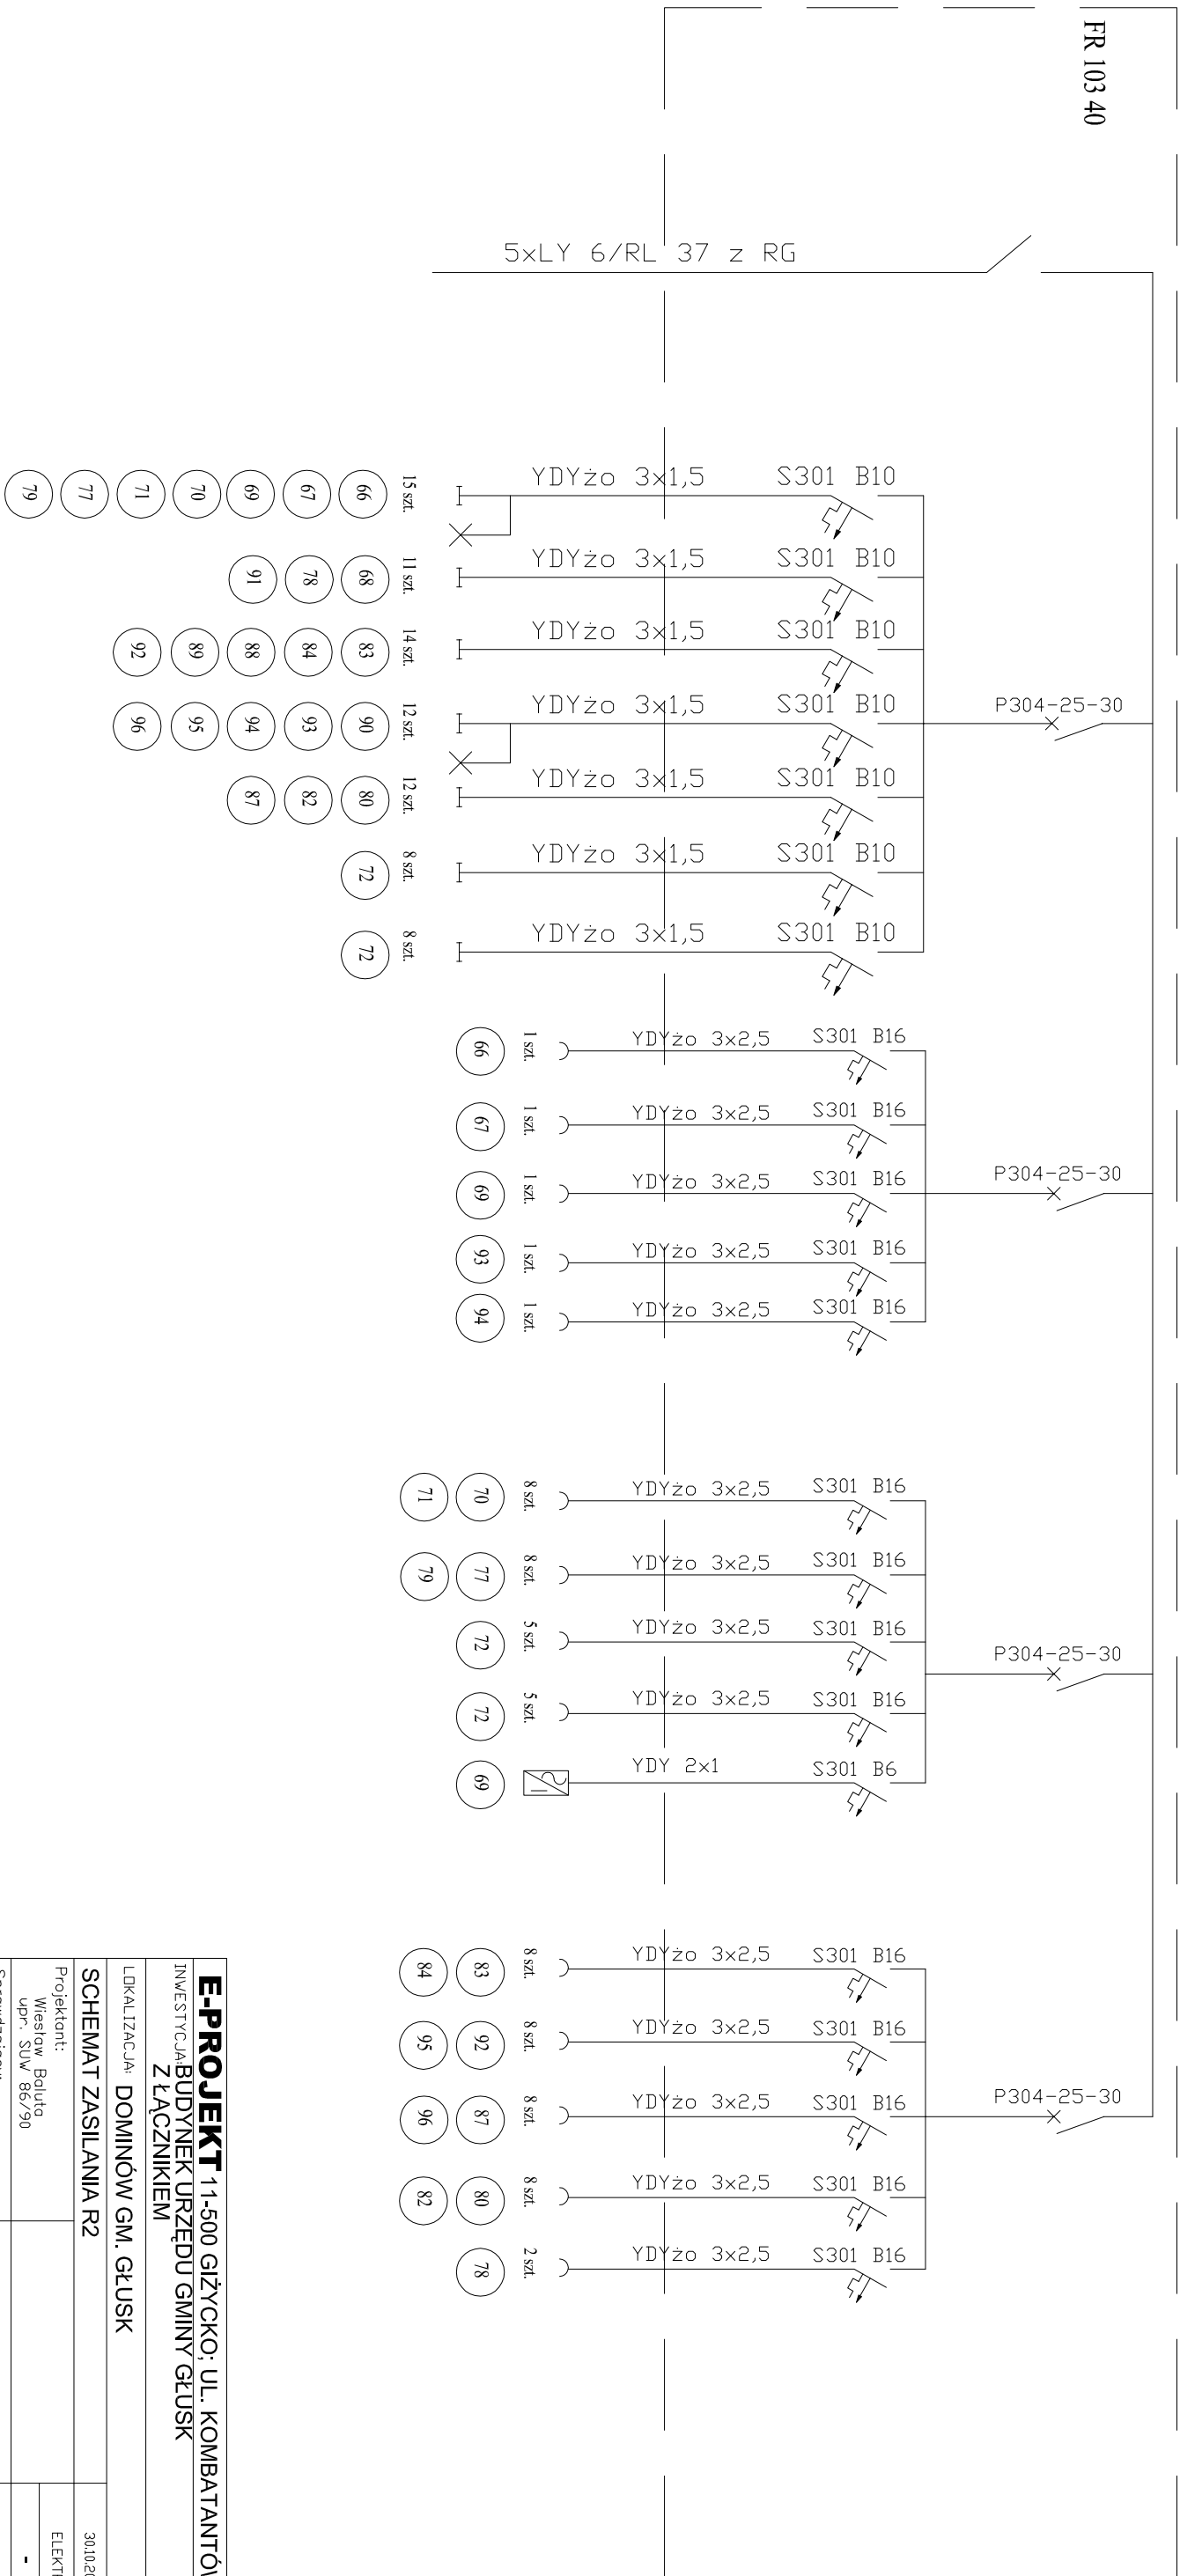 FR 103 40
5xLY 6/RL 37 z RG
YDYżo 3x1,5 S301 B10
15 szt.
66
67
69
70
71
77
79
YDYżo 3x1,5 S301 B10
11 szt.
68
78
91
YDYżo 3x1,5 S301 B10
14 szt.
83
84
88
89
92
YDYżo 3x1,5 S301 B10
P304-25-30
12 szt.
90
93
94
95
96
YDYżo 3x1,5 S301 B10
12 szt.
80
82
87
YDYżo 3x1,5 S301 B10
8 szt.
72
YDYżo 3x1,5 S301 B10
8 szt.
72
YDYżo 3x2,5 S301 B16
1 szt.
66
YDYżo 3x2,5 S301 B16
1 szt.
67
YDYżo 3x2,5 S301 B16
P304-25-30
1 szt.
69
YDYżo 3x2,5 S301 B16
1 szt.
93
YDYżo 3x2,5 S301 B16
1 szt.
94
YDYżo 3x2,5 S301 B16
8 szt.
70
71
YDYżo 3x2,5 S301 B16
8 szt.
77
79
YDYżo 3x2,5 S301 B16
5 szt.
72
P304-25-30
YDYżo 3x2,5 S301 B16
5 szt.
72
YDY 2x1 S301 B6
69
YDYżo 3x2,5 S301 B16
8 szt.
83
84
YDYżo 3x2,5 S301 B16
8 szt.
92
95
YDYżo 3x2,5 S301 B16
P304-25-30
8 szt.
87
96
YDYżo 3x2,5 S301 B16
8 szt.
80
82
YDYżo 3x2,5 S301 B16
2 szt.
78
E-PROJEKT 11-500 GIŻYCKO; UL. KOMBATANTÓW
INWESTYCJA: BUDYNEK URZĘDU GMINY GŁUSK
Z ŁĄCZNIKIEM
LOKALIZACJA: DOMINÓW GM. GŁUSK
SCHEMAT ZASILANIA R2
30.10.20
Projektant:
Wiesław Baluta
upr. SUW 86/90
ELEKT
-